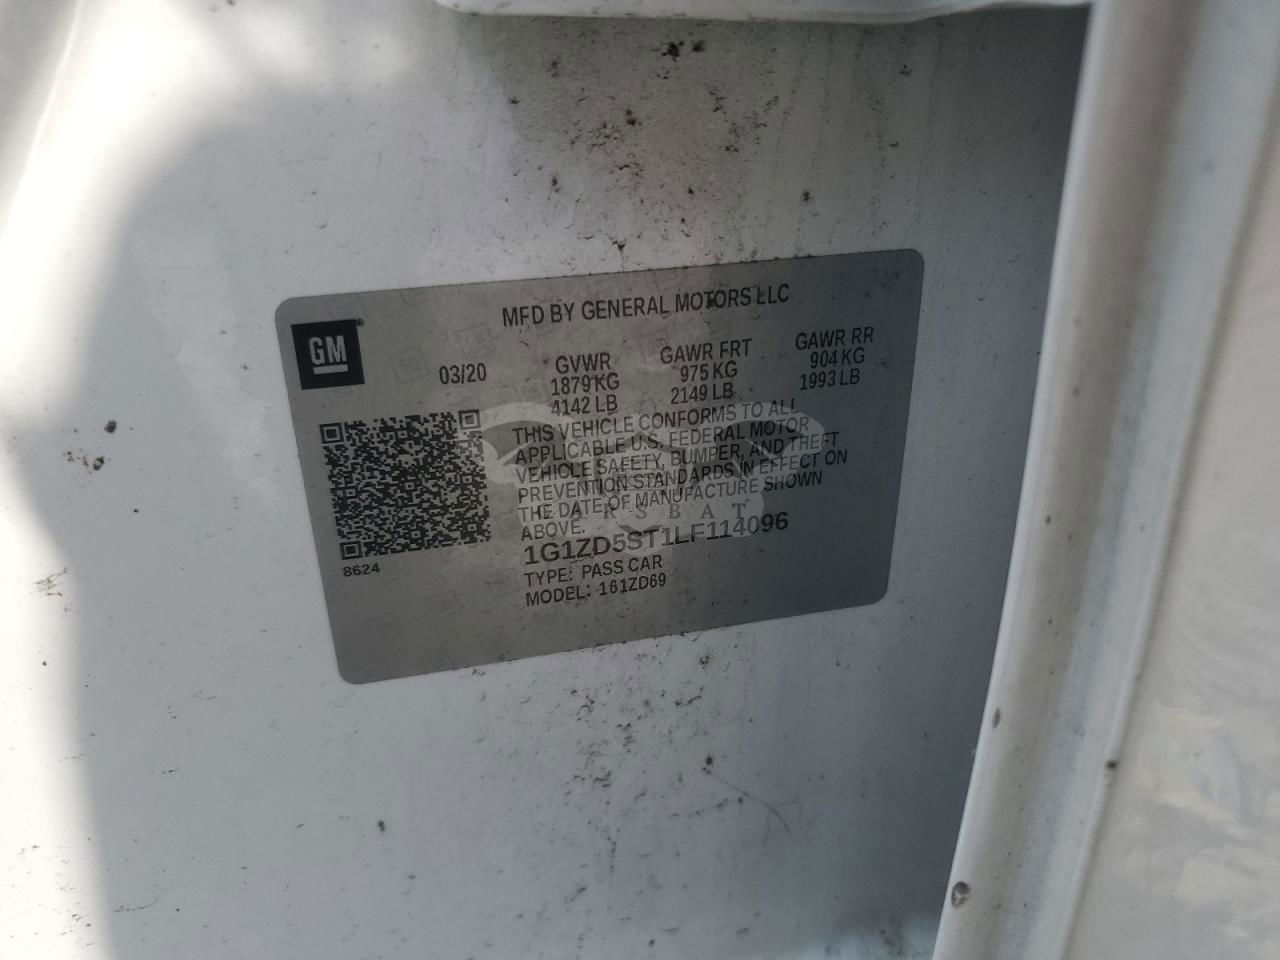 MFD BY GENERAL MOTORS LLC
GM®
03/20
GVWR
1879 KG
4142 LB
GAWR FRT
975 KG
2149 LB
GAWR RR
904 KG
1993 LB
THIS VEHICLE CONFORMS TO ALL
APPLICABLE U.S. FEDERAL MOTOR
VEHICLE SAFETY, BUMPER, AND THEFT
PREVENTION STANDARDS IN EFFECT ON
THE DATE OF MANUFACTURE SHOWN
ABOVE.
1G1ZD5ST1LF114096
TYPE: PASS CAR
MODEL: 161ZD69
8624